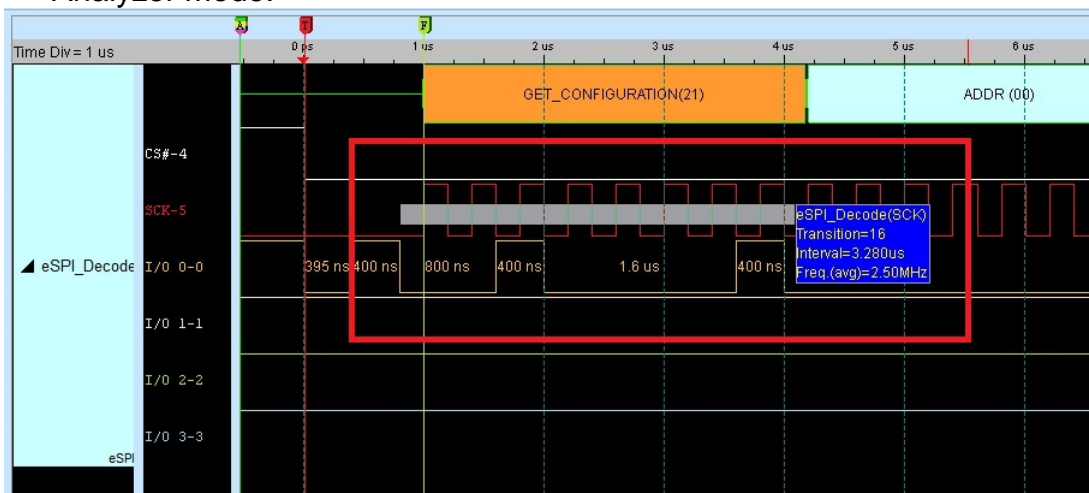 Analyzer mode.
A T F
Time Div = 1 us 0 ps 1 us 2 us 3 us 4 us 5 us 6 us
GET_CONFIGURATION(21) ADDR (00)
CS#-4
SCK-5
eSPI_Decode(SCK)
Transition=16
Interval=3.280us
Freq.(avg)=2.50MHz
eSPI_Decode I/O 0-0 395 ns 400 ns 800 ns 400 ns 1.6 us 400 ns
I/O 1-1
I/O 2-2
I/O 3-3
eSPI